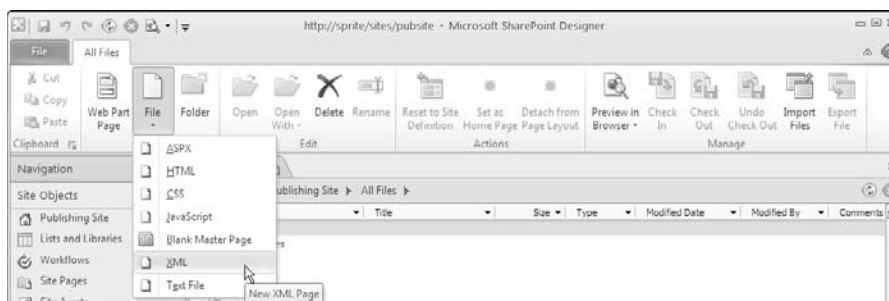 http://sprite/sites/pubsite - Microsoft SharePoint Designer
File
All Files
Cut
Copy
Paste
Clipboard
Web Part Page
File
Folder
Open
Open With
Delete
Rename
Edit
Reset to Site Definition
Set as Home Page
Detach from Page Layout
Actions
Preview in Browser
Check In
Check Out
Undo Check Out
Import Files
Export File
Manage
Navigation
Site Objects
Publishing Site
Lists and Libraries
Workflows
Site Pages
ASPX
HTML
CSS
JavaScript
Blank Master Page
XML
Text File
New XML Page
ublishing Site
All Files
Title
Size
Type
Modified Date
Modified By
Comments